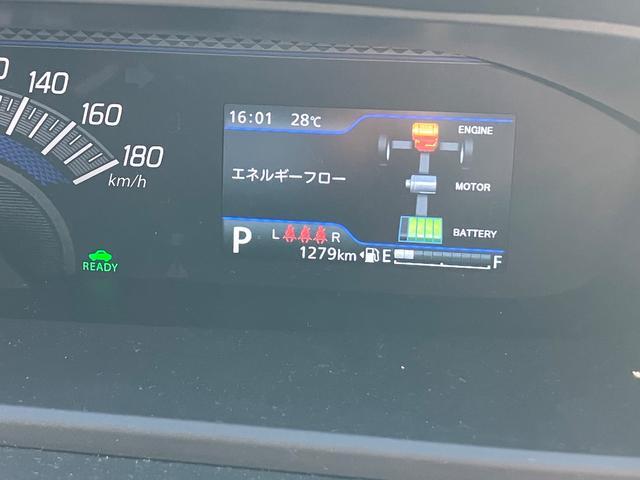 140
160
180
km/h
READY
16:01 28℃
ENGINE
エネルギーフロー
MOTOR
BATTERY
P L R
1279km E F